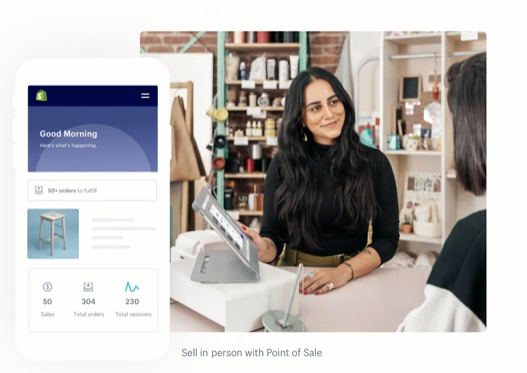 Good Morning
Here's what's happening.
50+ orders to fulfill
50
304
230
Sales
Total orders
Total sessions
Sell in person with Point of Sale